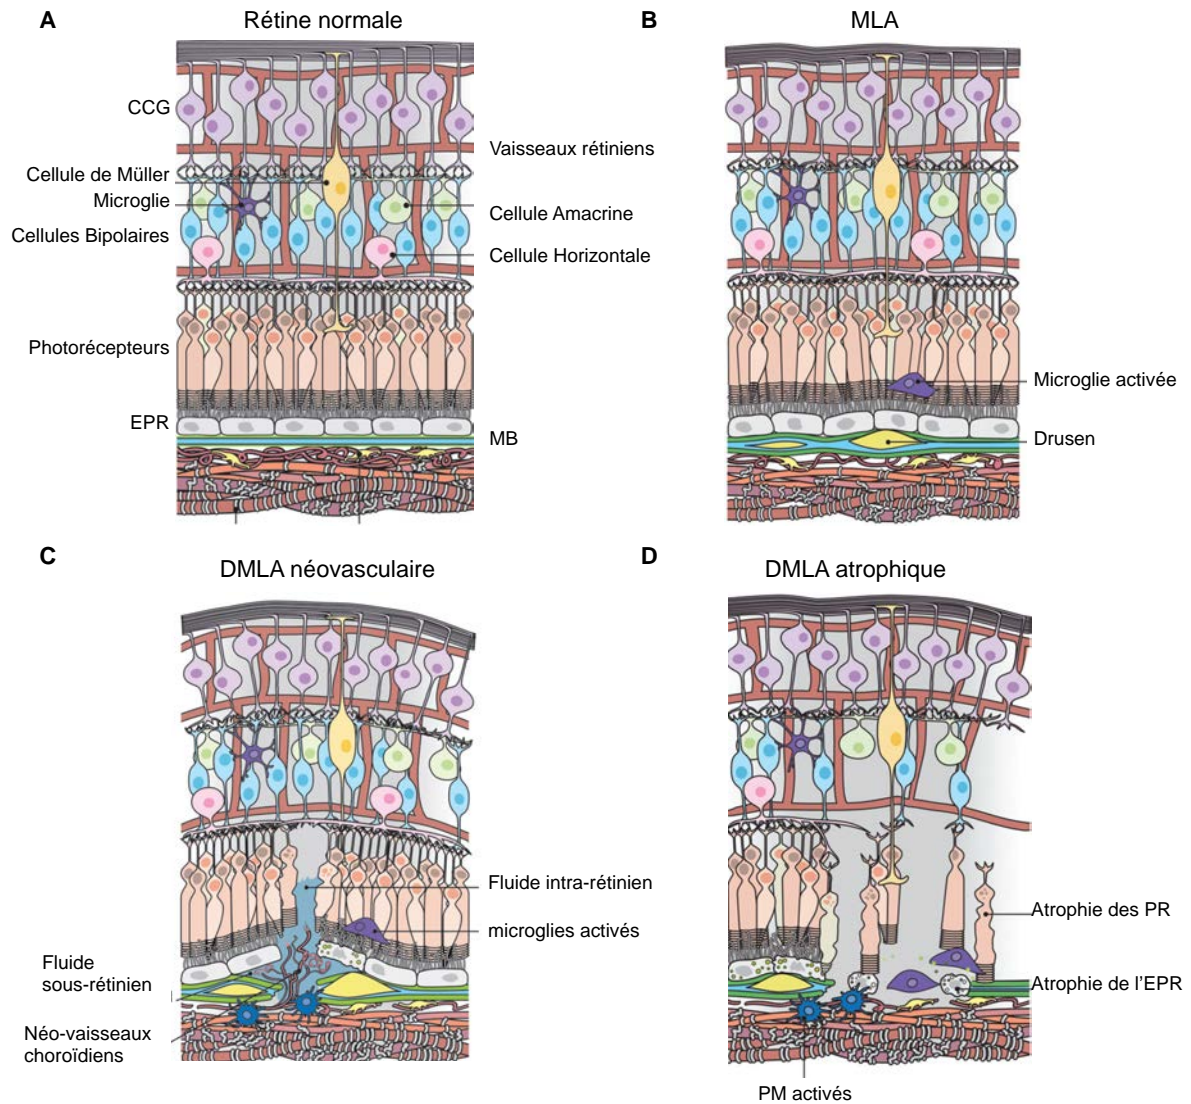 A
Rétine normale
CCG
Cellule de Müller
Microglie
Cellules Bipolaires
Photorécepteurs
EPR
Vaisseaux rétiniens
Cellule Amacrine
Cellule Horizontale
MB
B
MLA
Microglie activée
Drusen
C
DMLA néovasculaire
Fluide intra-rétinien
microglies activés
Fluide
sous-rétinien
Néo-vaisseaux
choroïdiens
D
DMLA atrophique
Atrophie des PR
Atrophie de l'EPR
PM activés